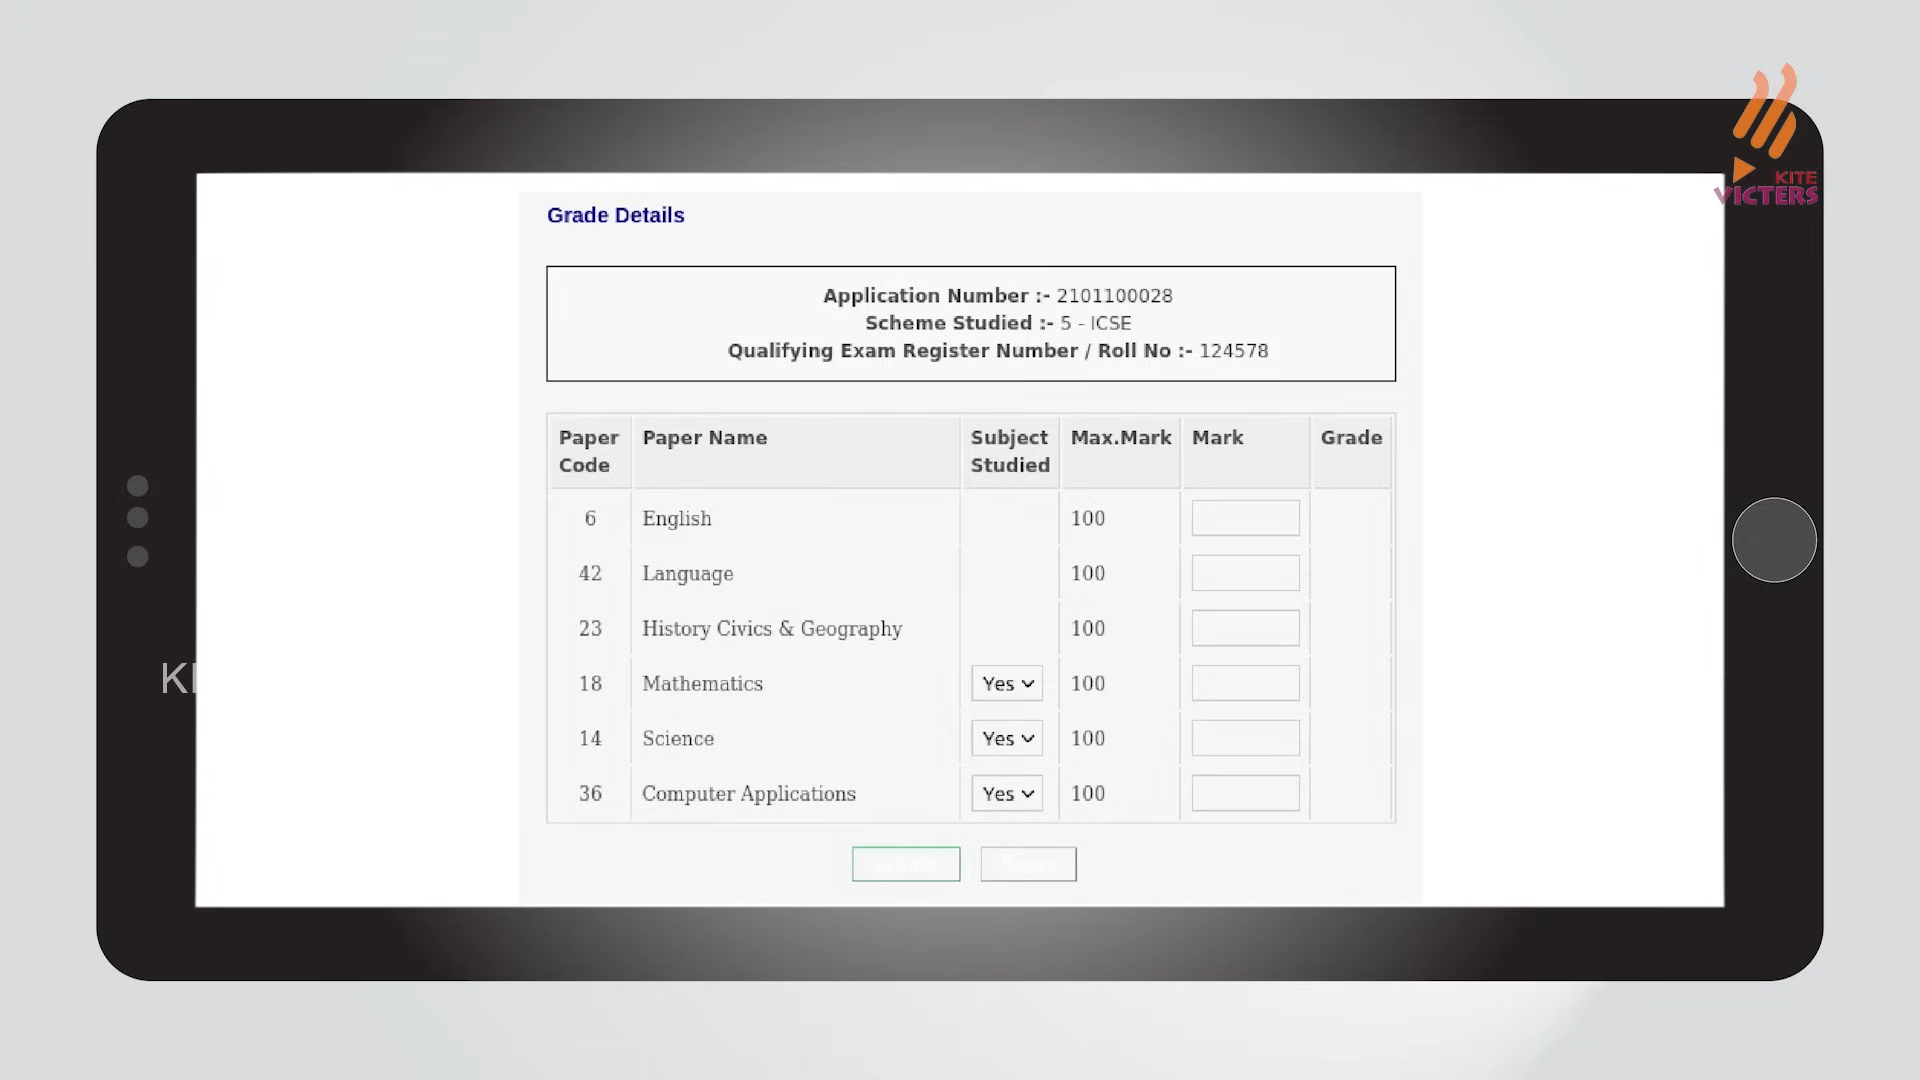 KITE
VICTERS
Grade Details
Application Number :- 2101100028
Scheme Studied :- 5 - ICSE
Qualifying Exam Register Number / Roll No :- 124578
Paper Code Paper Name Subject Studied Max.Mark Mark Grade
6 English 100
42 Language 100
23 History Civics & Geography 100
18 Mathematics Yes 100
14 Science Yes 100
36 Computer Applications Yes 100